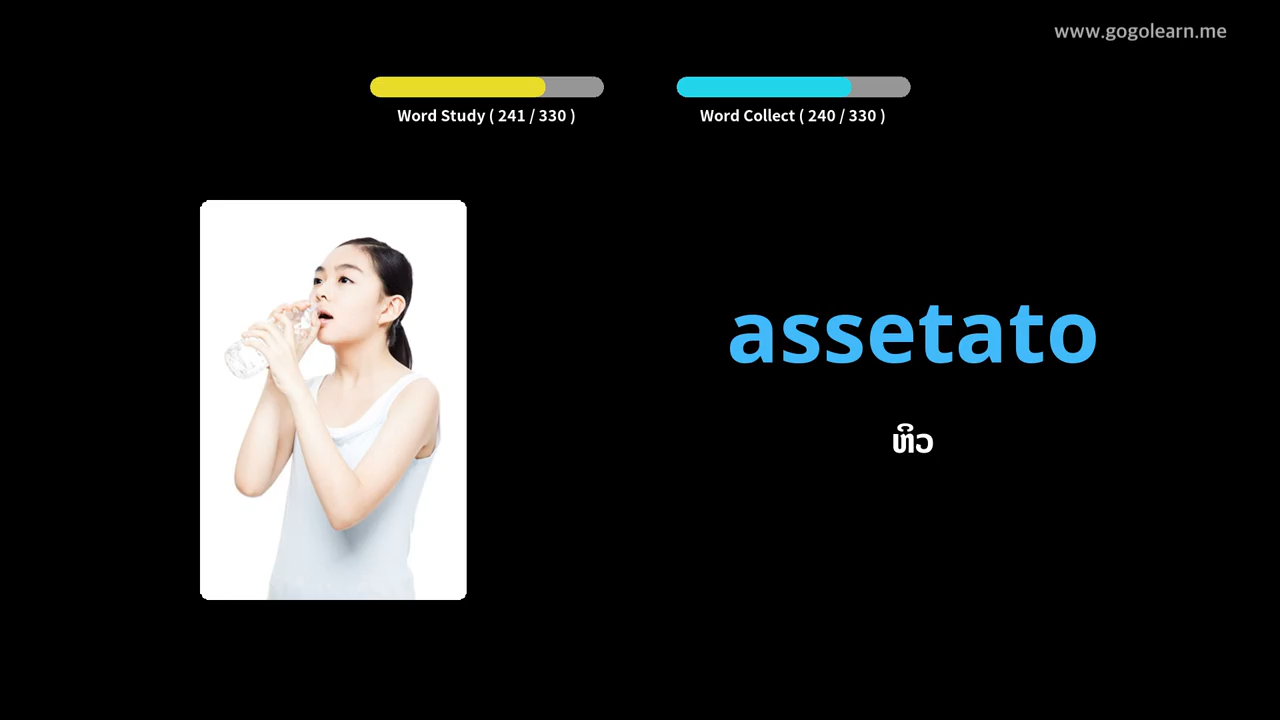 www.gogolearn.me
Word Study ( 241 / 330 )
Word Collect ( 240 / 330 )
assetato
ຫິວ